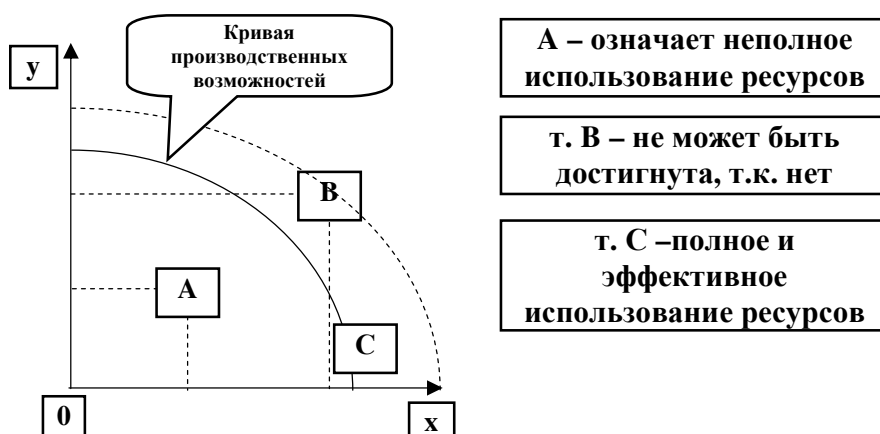 y
Кривая
производственных
возможностей
B
A
C
0
x
А – означает неполное
использование ресурсов
т. В – не может быть
достигнута, т.к. нет
т. С –полное и
эффективное
использование ресурсов